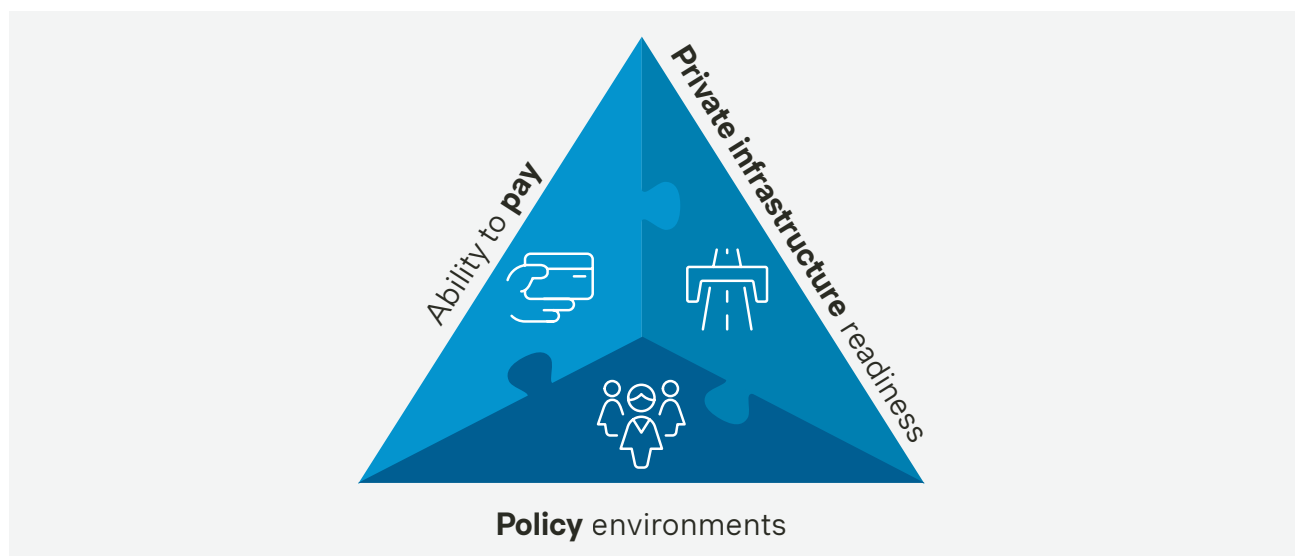 Ability to pay
Private infrastructure readiness
Policy environments